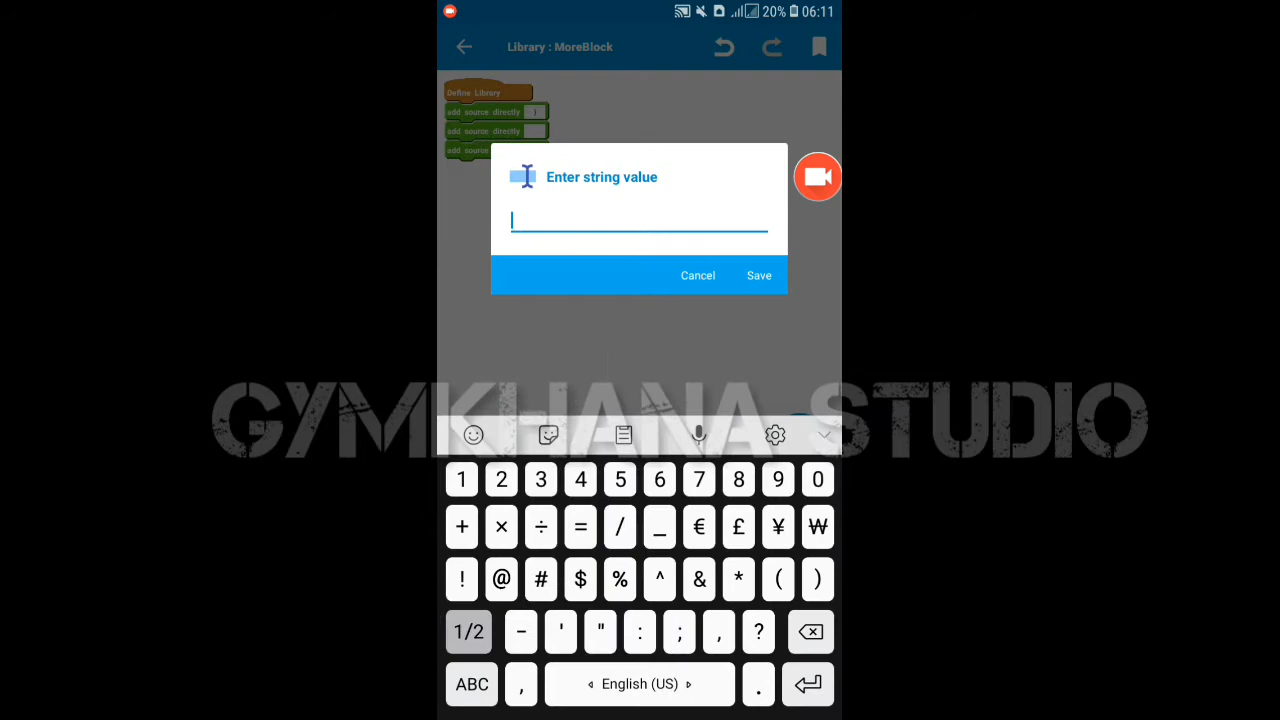 20% 06:11
Library : MoreBlock
Define Library
add source directly )
add source directly
add source
Enter string value
Cancel Save
GYMKHANA STUDIO
1 2 3 4 5 6 7 8 9 0
+ × ÷ = / _ € £ ¥ ₩
! @ # $ % ^ & * ( )
1/2 - ' " : ; , ?
ABC , English (US) .